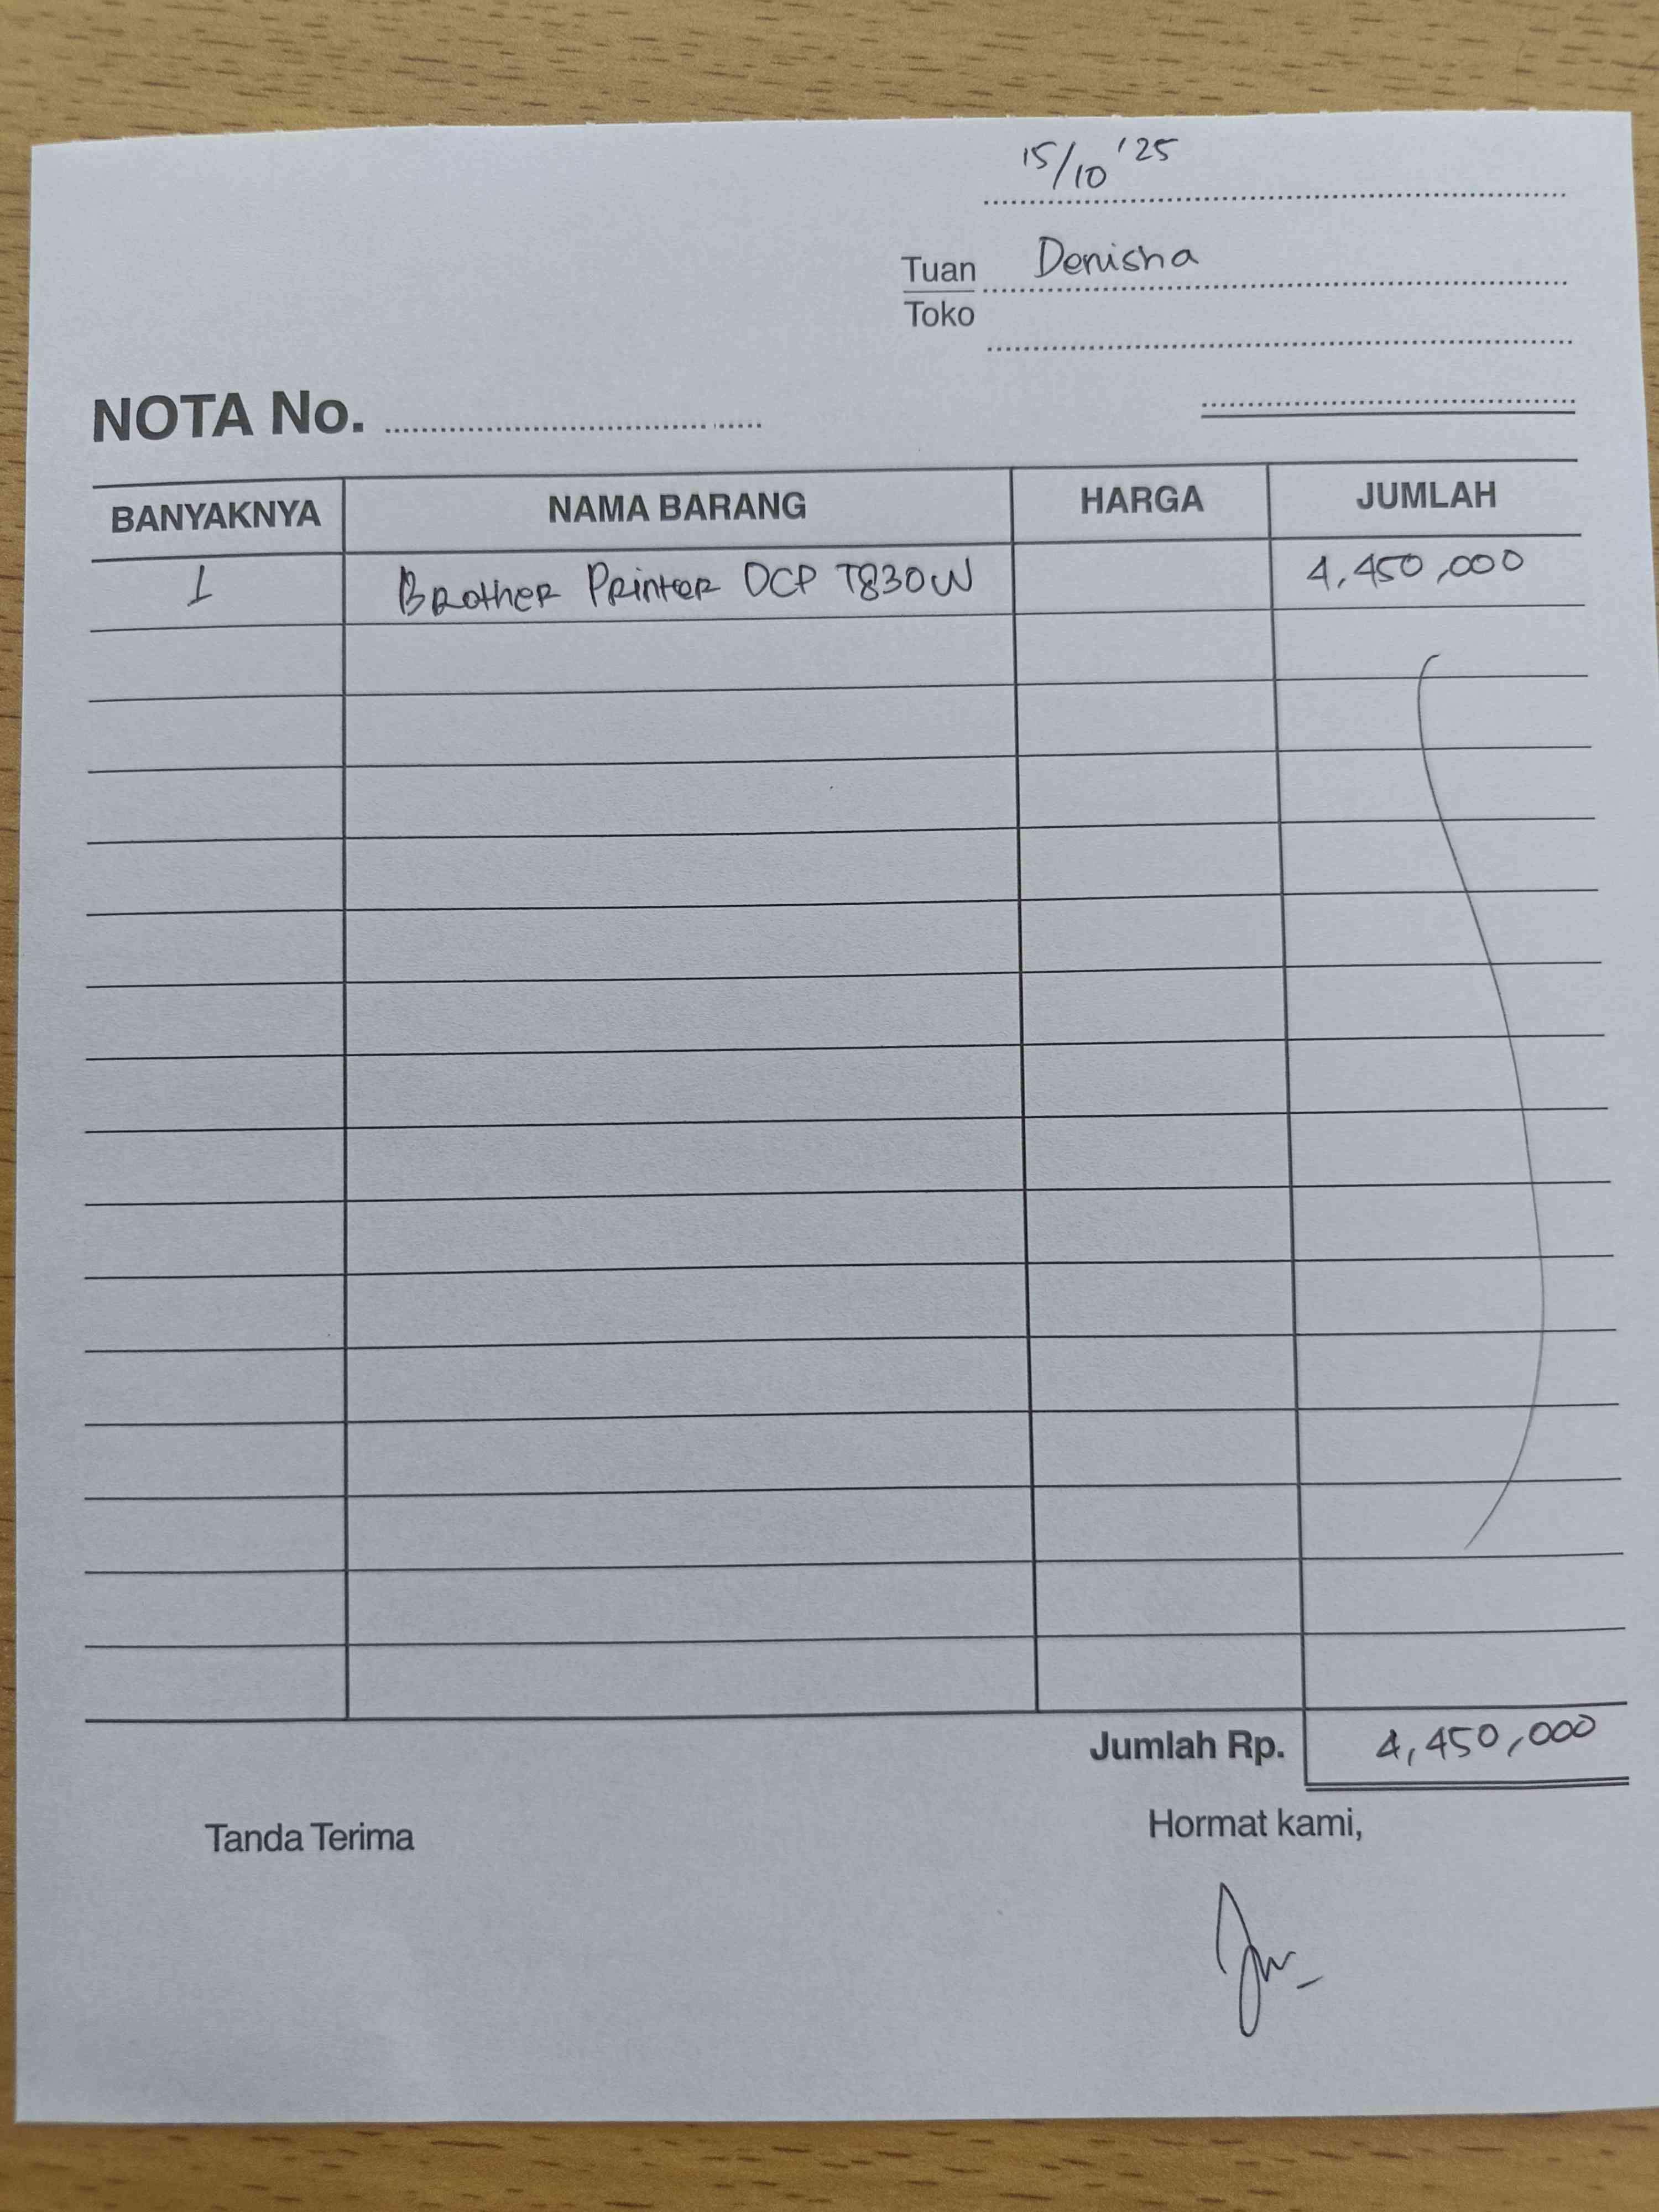 15/10 '25
Tuan Denisha
Toko
NOTA No.
BANYAKNYA NAMA BARANG HARGA JUMLAH
1 Brother Printer DCP T830W 4,450,000
Jumlah Rp. 4,450,000
Tanda Terima Hormat kami,